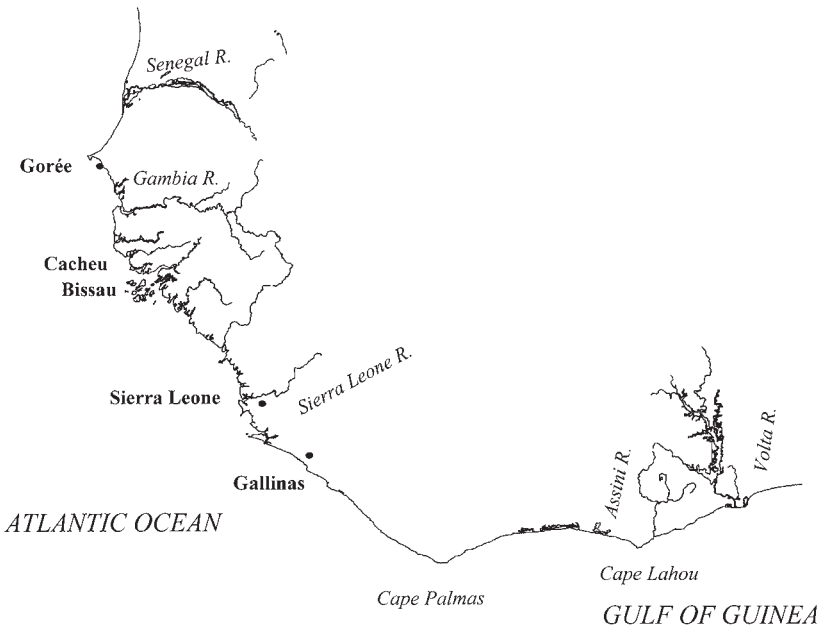 Senegal R.
Gorée
Gambia R.
Cacheu
Bissau
Sierra Leone
Sierra Leone R.
Gallinas
Assini R.
Volta R.
ATLANTIC OCEAN
Cape Lahou
Cape Palmas
GULF OF GUINEA